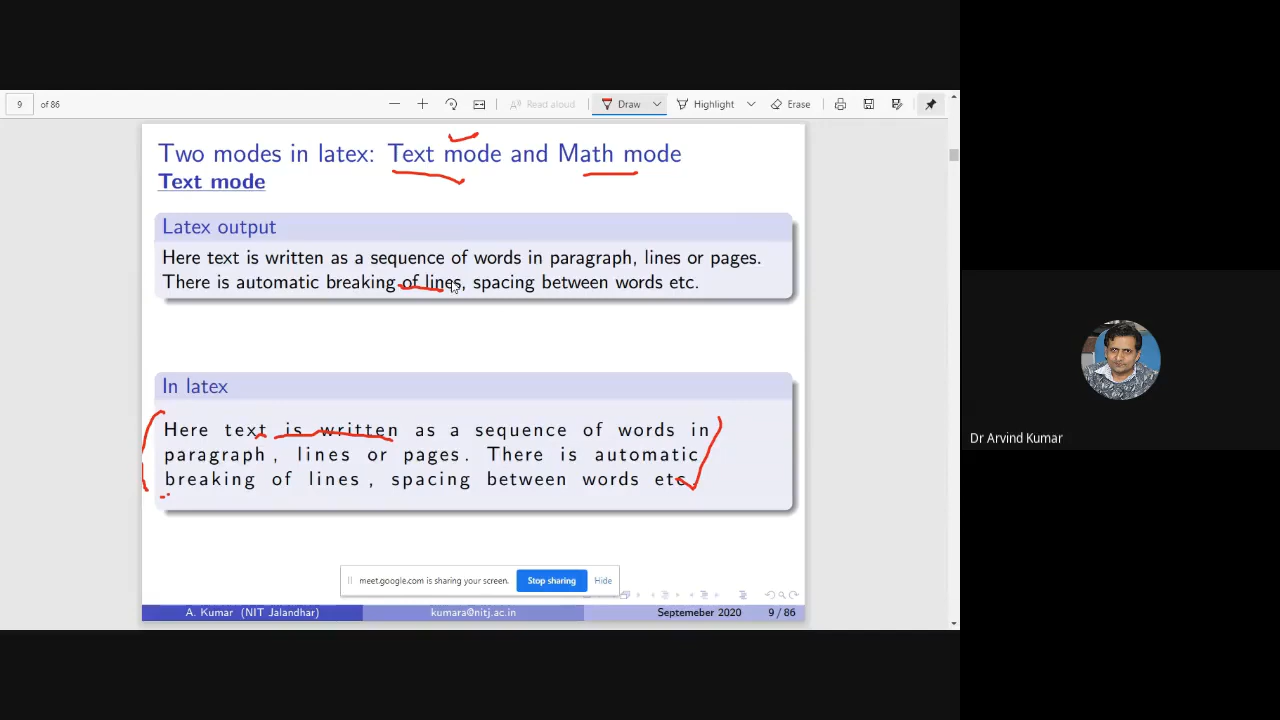 9 of 86 Read aloud Draw Highlight Erase
Two modes in latex: Text mode and Math mode
Text mode
Latex output
Here text is written as a sequence of words in paragraph, lines or pages.
There is automatic breaking of lines, spacing between words etc.
In latex
Here text is written as a sequence of words in
paragraph, lines or pages. There is automatic
breaking of lines, spacing between words etc.
meet.google.com is sharing your screen. Stop sharing Hide
A. Kumar (NIT Jalandhar) kumara@nitj.ac.in Septemeber 2020 9 / 86
Dr Arvind Kumar